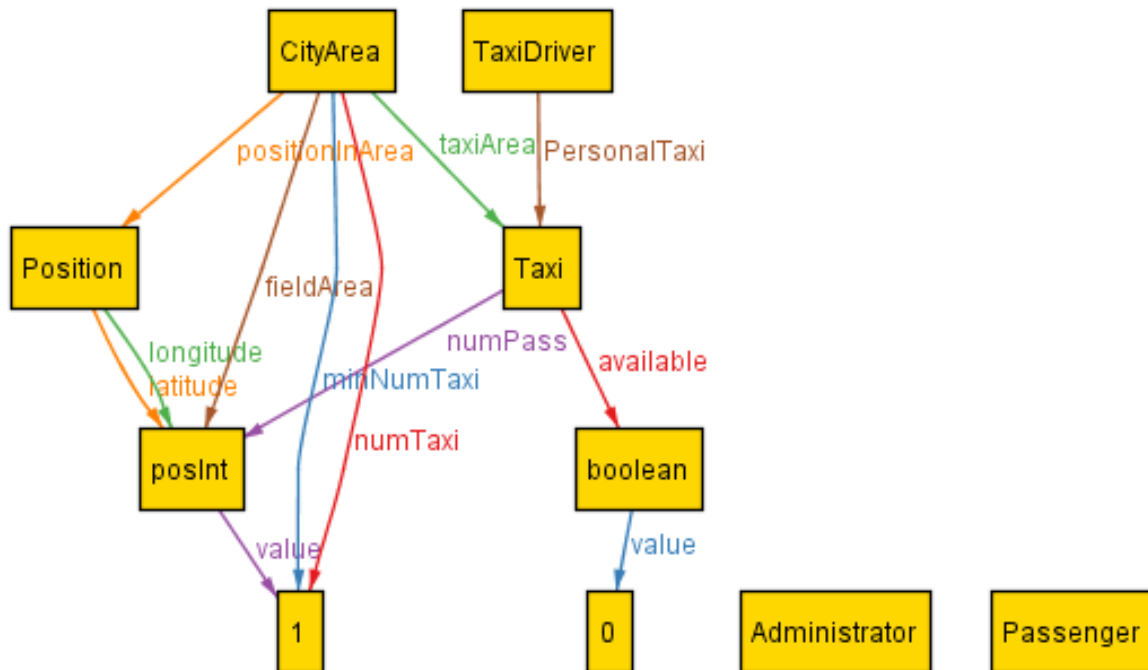 CityArea
TaxiDriver
positionInArea
taxiArea
PersonalTaxi
Position
Taxi
fieldArea
longitude
numPass
available
latitude
minNumTaxi
numTaxi
posInt
boolean
value
value
1
0
Administrator
Passenger